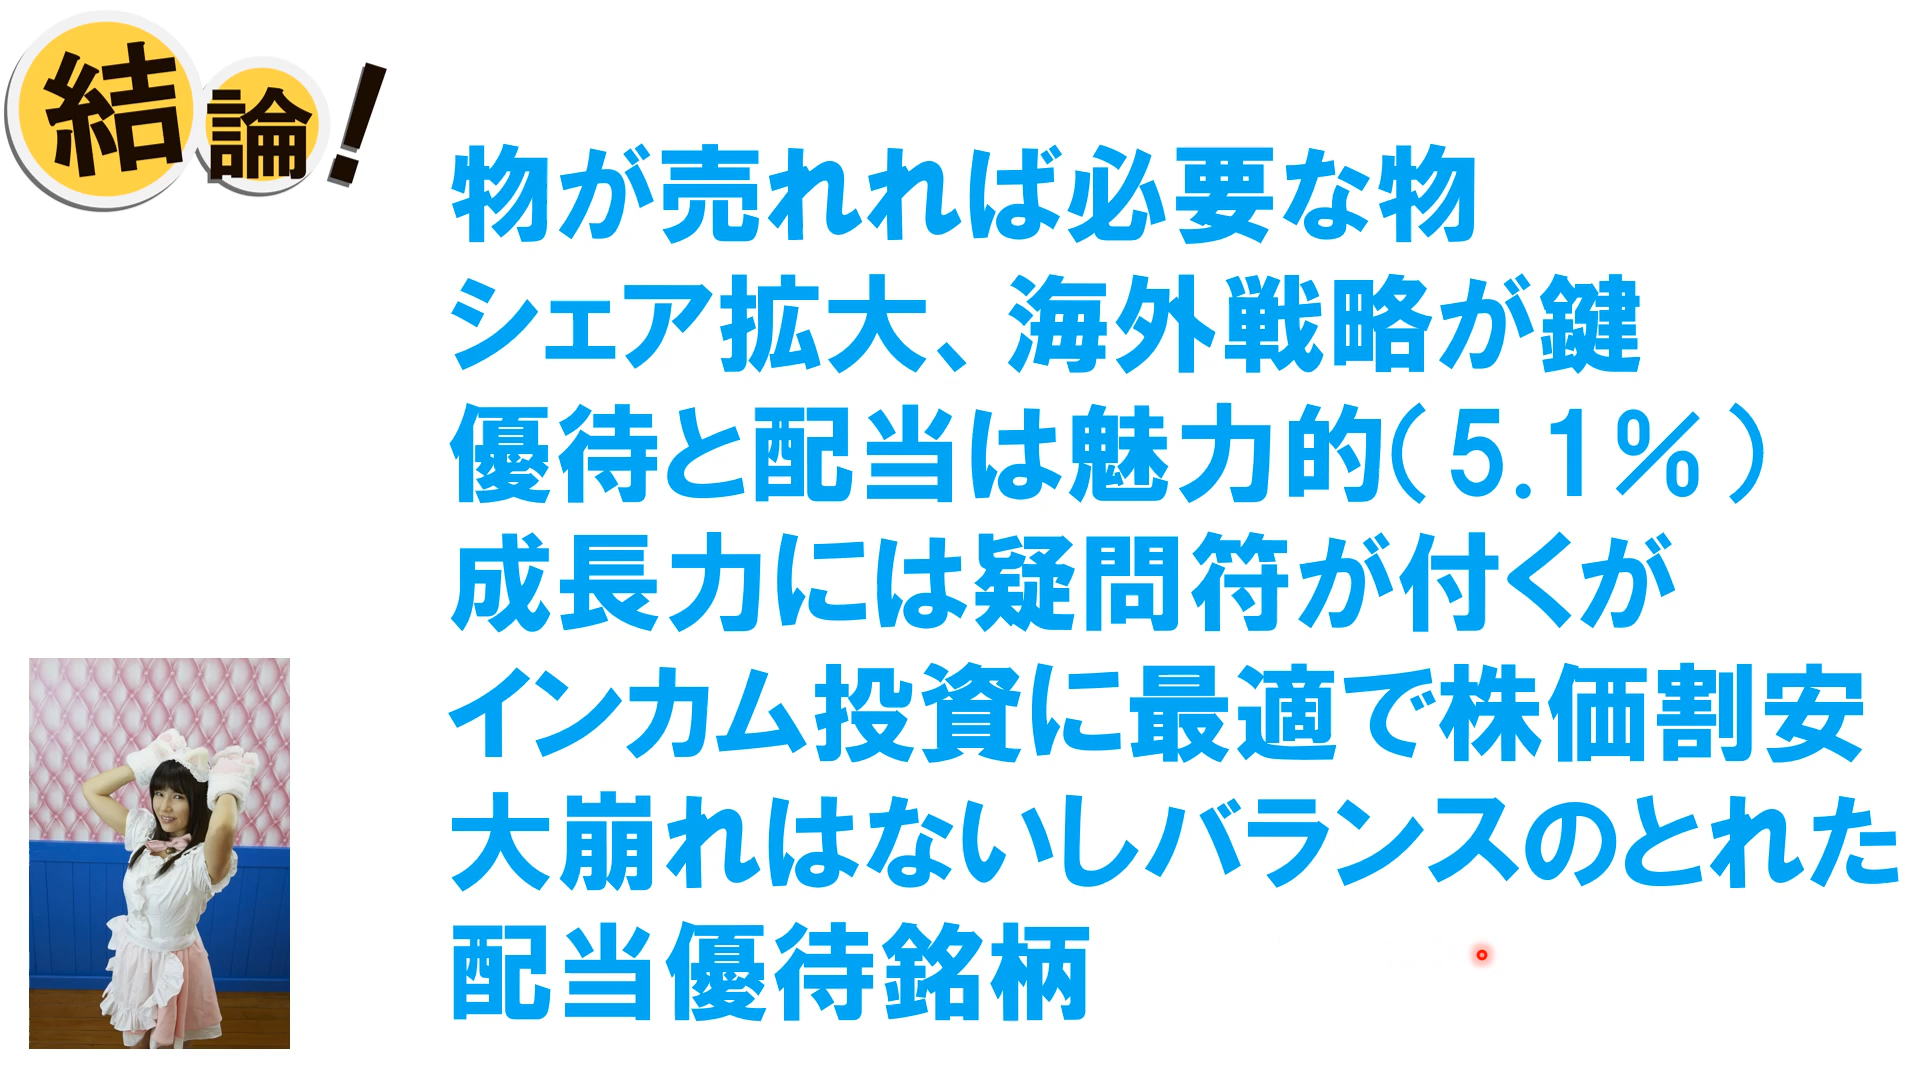 結論!
物が売れれば必要な物
シェア拡大、海外戦略が鍵
優待と配当は魅力的(5.1%)
成長力には疑問符が付くが
インカム投資に最適で株価割安
大崩れはないしバランスのとれた
配当優待銘柄